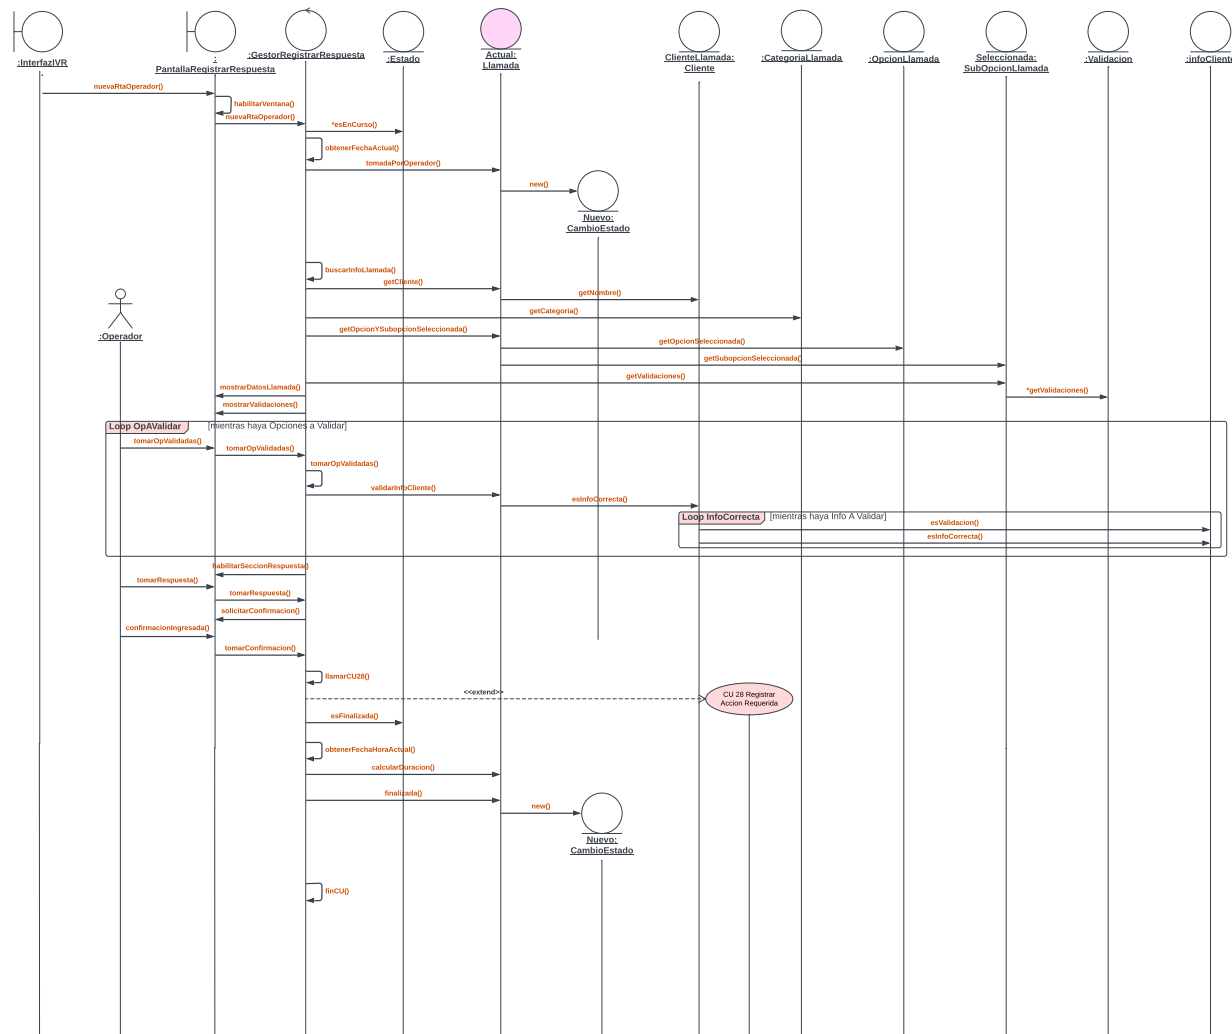 :InterfazIVR
:
PantallaRegistrarRespuesta
:GestorRegistrarRespuesta
:Estado
Actual:
Llamada
ClienteLlamada:
Cliente
:CategoriaLlamada
:OpcionLlamada
Seleccionada:
SubOpcionLlamada
:Validacion
:infoCliente
nuevaRtaOperador()
habilitarVentana()
nuevaRtaOperador()
*esEnCurso()
obtenerFechaActual()
tomadaPorOperador()
new()
Nuevo:
CambioEstado
buscarInfoLlamada()
getCliente()
getNombre()
getCategoria()
:Operador
getOpcionYSubopcionSeleccionada()
getOpcionSeleccionada()
getSubopcionSeleccionada()
getValidaciones()
mostrarDatosLlamada()
*getValidaciones()
mostrarValidaciones()
Loop OpAValidar
[mientras haya Opciones a Validar]
tomarOpValidadas()
tomarOpValidadas()
tomarOpValidadas()
validarInfoCliente()
esInfoCorrecta()
Loop InfoCorrecta
[mientras haya Info A Validar]
esValidacion()
esInfoCorrecta()
habilitarSeccionRespuesta()
tomarRespuesta()
tomarRespuesta()
solicitarConfirmacion()
confirmacionIngresada()
tomarConfirmacion()
llamarCU28()
<<extend>>
CU 28 Registrar
Accion Requerida
esFinalizada()
obtenerFechaHoraActual()
calcularDuracion()
finalizada()
new()
Nuevo:
CambioEstado
finCU()